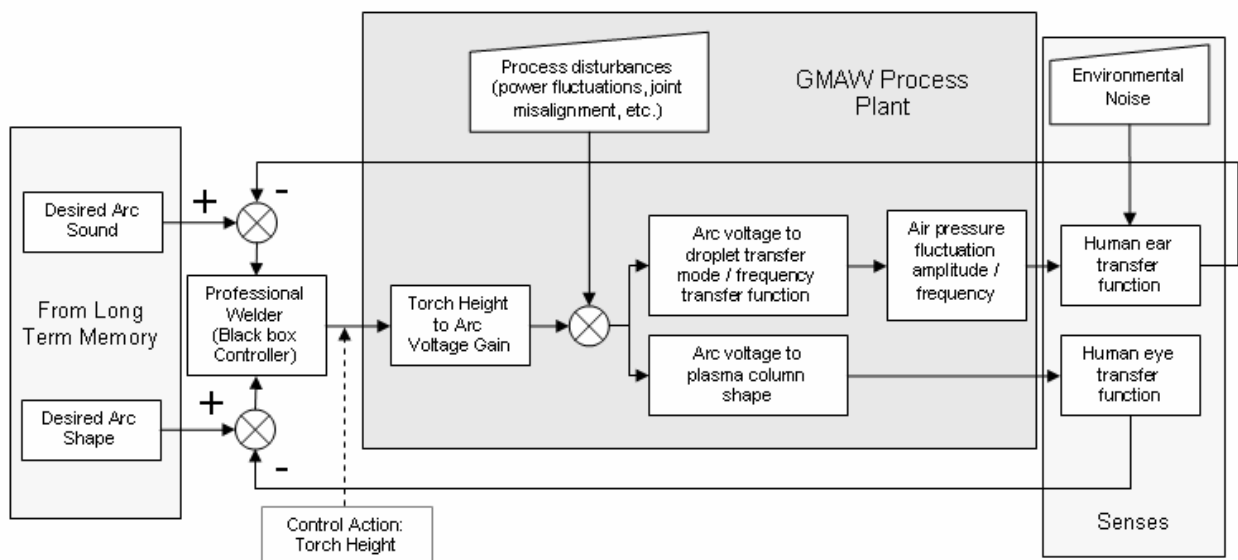 Process disturbances
(power fluctuations, joint
misalignment, etc.)
GMAW Process
Plant
Environmental
Noise
Desired Arc
Sound
+
-
From Long
Term Memory
Professional
Welder
(Black box
Controller)
Torch Height
to Arc
Voltage Gain
Arc voltage to
droplet transfer
mode / frequency
transfer function
Air pressure
fluctuation
amplitude /
frequency
Human ear
transfer
function
Arc voltage to
plasma column
shape
Human eye
transfer
function
Desired Arc
Shape
+
-
Control Action:
Torch Height
Senses